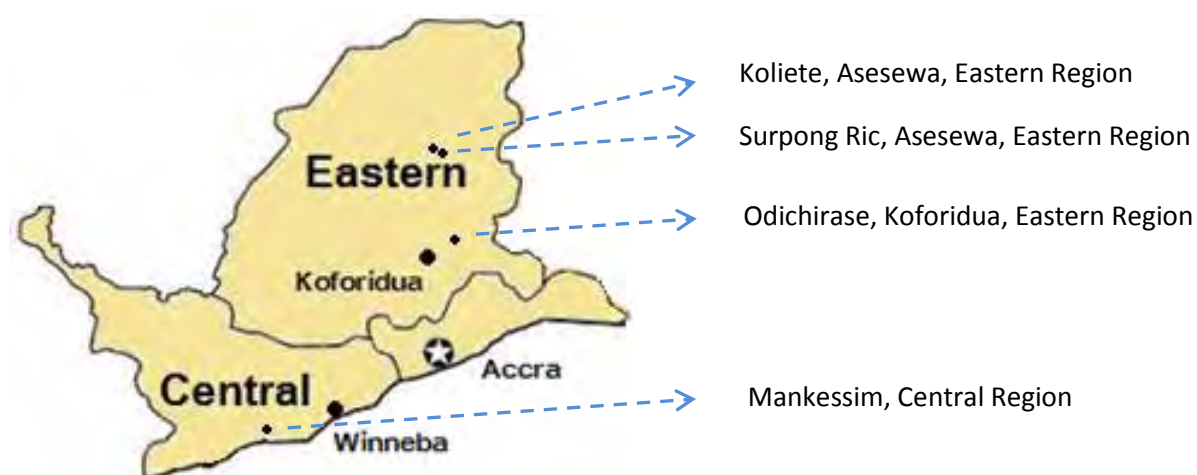 Koliete, Asesewa, Eastern Region
Surpong Ric, Asesewa, Eastern Region
Eastern
Odichirase, Koforidua, Eastern Region
Koforidua
Accra
Central
Mankessim, Central Region
Winneba